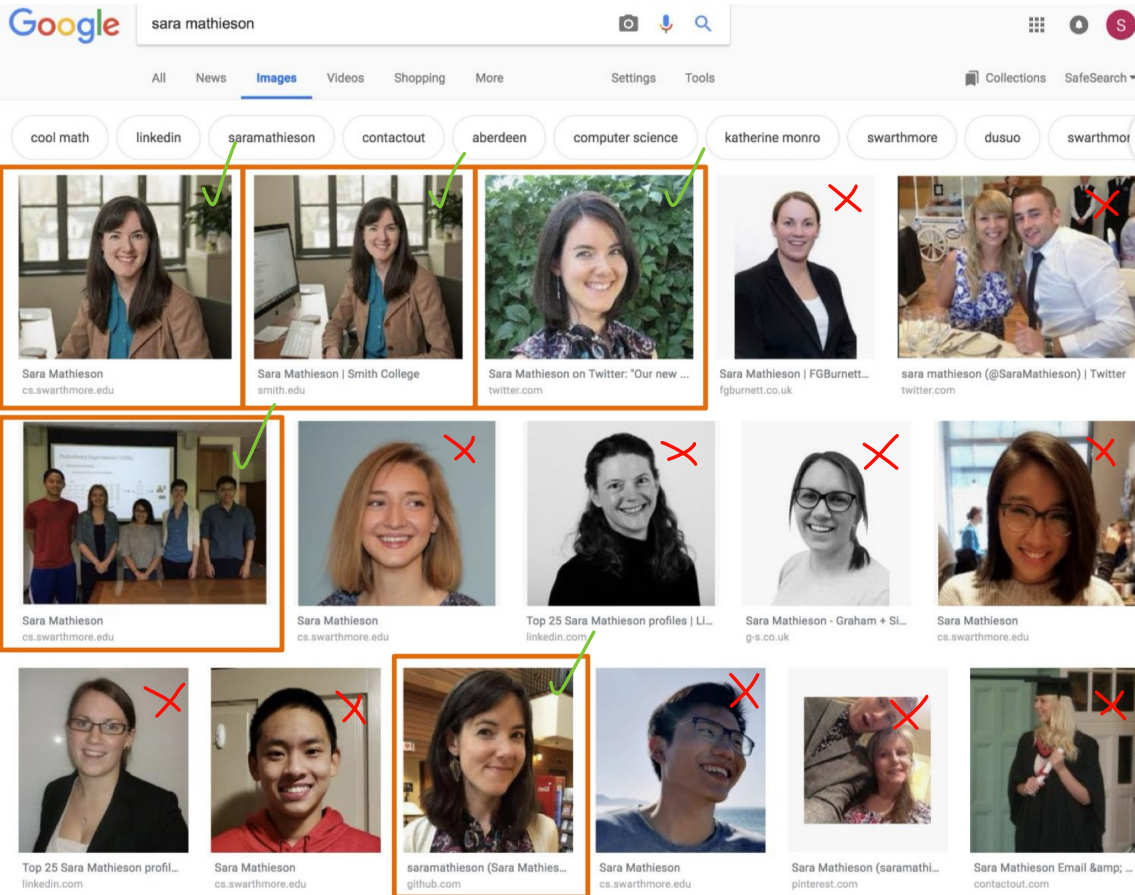 Google
sara mathieson
S
All News Images Videos Shopping More Settings Tools Collections SafeSearch
cool math linkedin saramathieson contactout aberdeen computer science katherine monro swarthmore dusuo swarthmor
Sara Mathieson
cs.swarthmore.edu
Sara Mathieson | Smith College
smith.edu
Sara Mathieson on Twitter: "Our new ...
twitter.com
Sara Mathieson | FGBurnett...
fgburnett.co.uk
sara mathieson (@SaraMathieson) | Twitter
twitter.com
Sara Mathieson
cs.swarthmore.edu
Sara Mathieson
cs.swarthmore.edu
Top 25 Sara Mathieson profiles | Li...
linkedin.com
Sara Mathieson - Graham + Si...
g-s.co.uk
Sara Mathieson
cs.swarthmore.edu
Top 25 Sara Mathieson profil...
linkedin.com
Sara Mathieson
cs.swarthmore.edu
saramathieson (Sara Mathies...
github.com
Sara Mathieson
cs.swarthmore.edu
Sara Mathieson (saramathi...
pinterest.com
Sara Mathieson Email &amp; ...
contactout.com